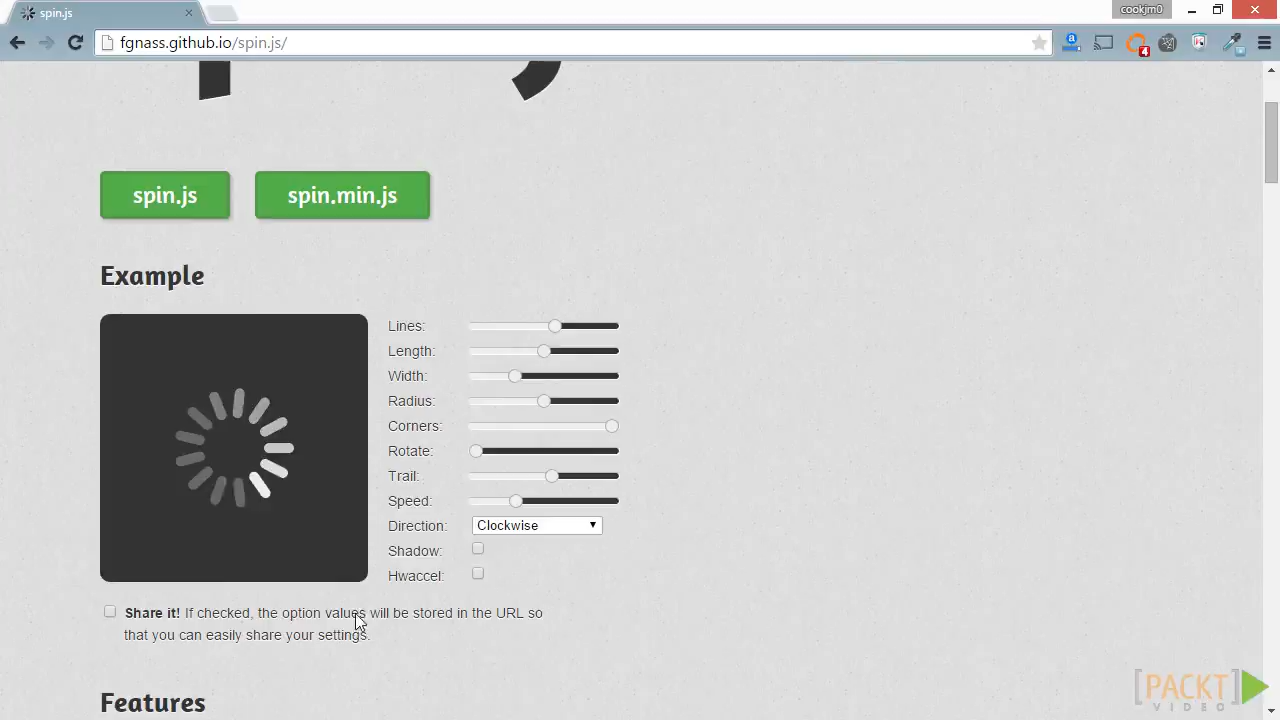 spin.js
cookjm0
fgnass.github.io/spin.js/
4
spin.js
spin.min.js
Example
Lines:
Length:
Width:
Radius:
Corners:
Rotate:
Trail:
Speed:
Direction: Clockwise
Shadow:
Hwaccel:
Share it! If checked, the option values will be stored in the URL so
that you can easily share your settings.
Features
[PACKT]
VIDEO